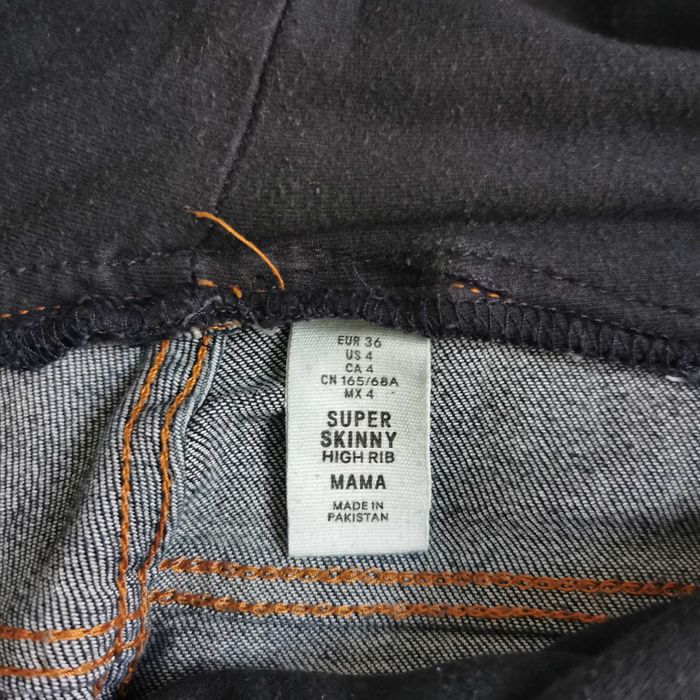 EUR 36
US 4
CA 4
CN 165/68A
MX 4
SUPER
SKINNY
HIGH RIB
MAMA
MADE IN
PAKISTAN